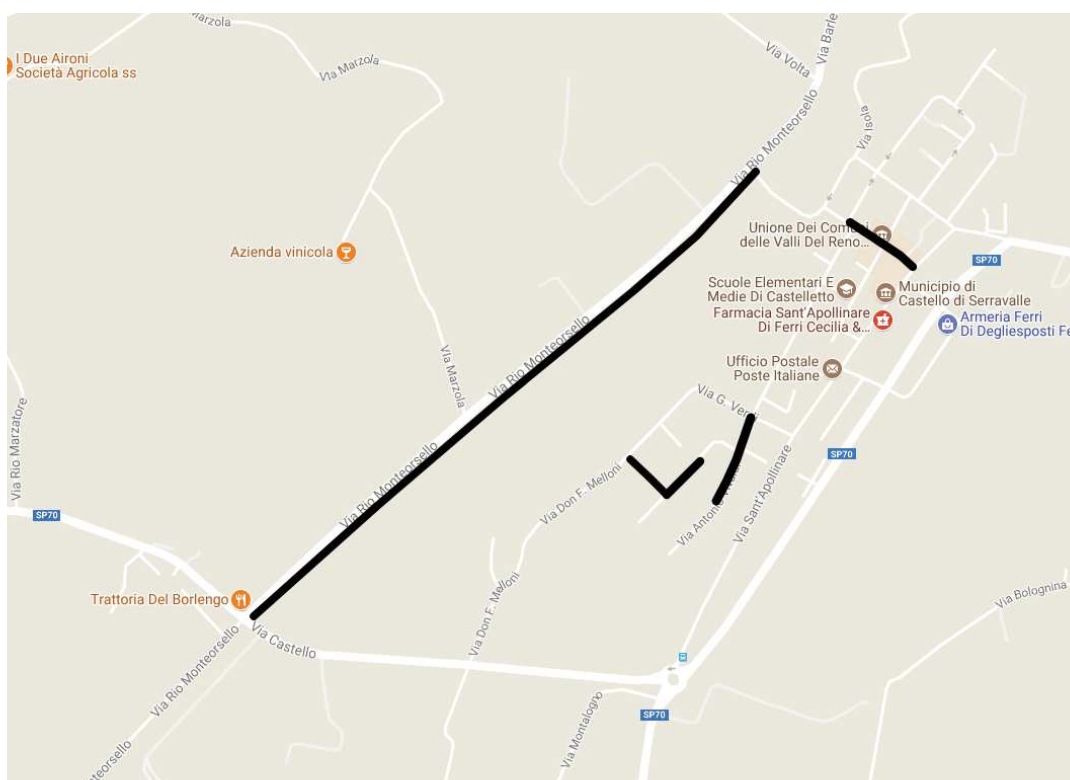 Marzola
I Due Aironi
Società Agricola ss
Via Marzola
Via Volta
Via Barle
Via Rio Monteorsello
Via Isola
Unione Dei Comuni
delle Valli Del Reno...
Azienda vinicola
SP70
Scuole Elementari E
Medie Di Castelletto
Municipio di
Castello di Serravalle
Farmacia Sant'Apollinare
Di Ferri Cecilia &...
Armeria Ferri
Di Degliesposti Fe
Via Rio Monteorsello
Via Marzola
Ufficio Postale
Poste Italiane
Via G. Verdi
Via Rio Marzatore
Via Rio Monteorsello
SP70
Via Don F. Melloni
Via Antonio Vivaldi
Via Sant'Apollinare
SP70
Trattoria Del Borlengo
Via Don F. Melloni
Via Bolognina
Via Castello
Via Rio Monteorsello
Via Montalogno
SP70
Monteorsello